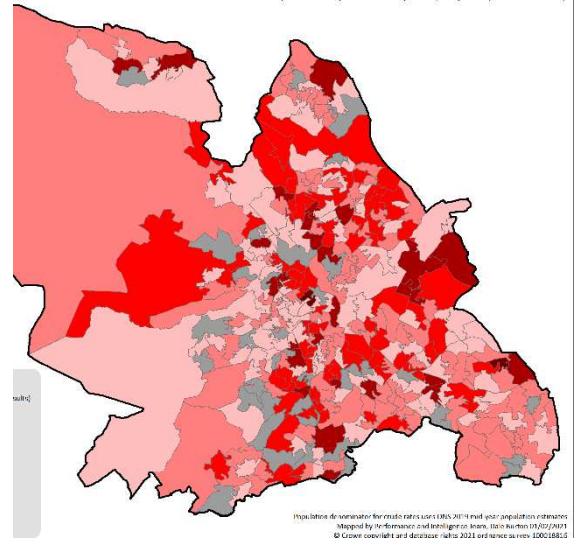 sults)
Population denominator for crude rates uses ONS 2019 mid-year population estimates
Mapped by Performance and Intelligence Team, Dale Burton 01/02/2021
© Crown copyright and database rights 2021 ordnance survey 100018816